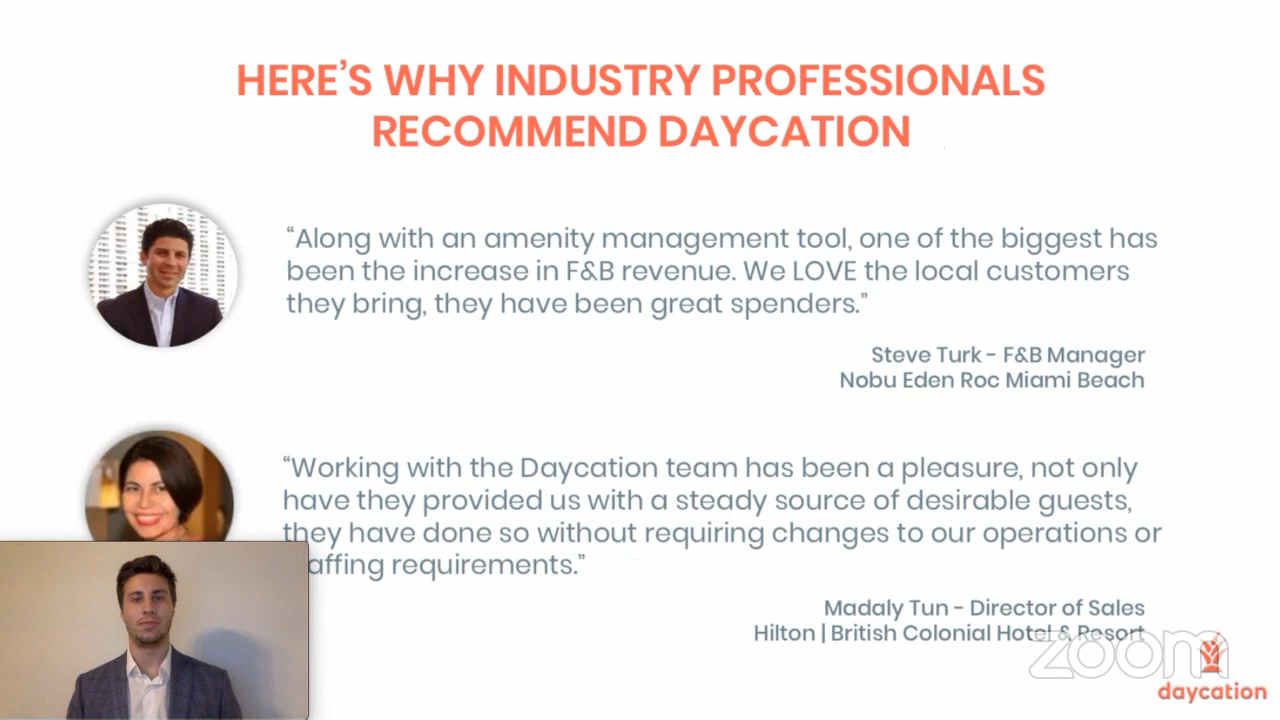 HERE'S WHY INDUSTRY PROFESSIONALS
RECOMMEND DAYCATION
“Along with an amenity management tool, one of the biggest has
been the increase in F&B revenue. We LOVE the local customers
they bring, they have been great spenders.”
Steve Turk - F&B Manager
Nobu Eden Roc Miami Beach
“Working with the Daycation team has been a pleasure, not only
have they provided us with a steady source of desirable guests,
they have done so without requiring changes to our operations or
affing requirements.”
Madaly Tun - Director of Sales
Hilton | British Colonial Hotel & Resort
zoom
daycation